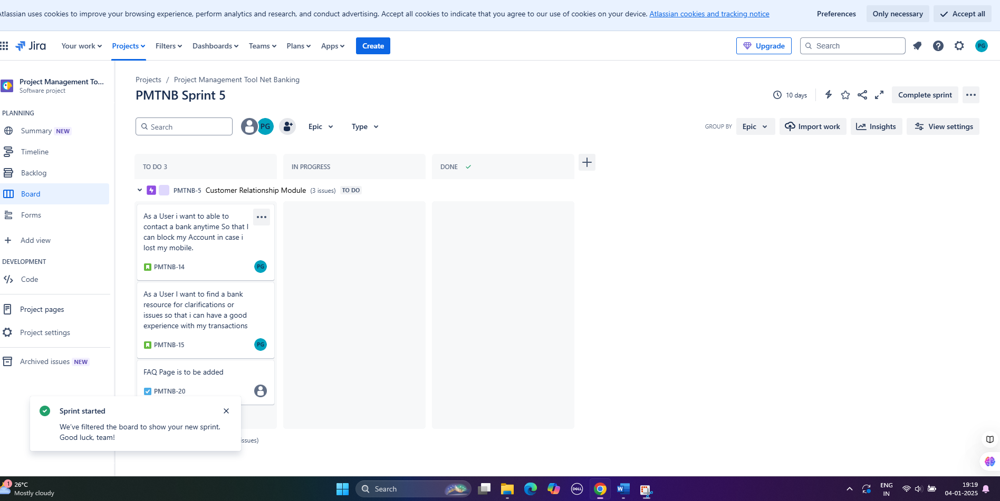 Atlassian uses cookies to improve your browsing experience, perform analytics and research, and conduct advertising. Accept all cookies to indicate that you agree to our use of cookies on your device. Atlassian cookies and tracking notice
Preferences
Only necessary
Accept all
Jira
Your work
Projects
Filters
Dashboards
Teams
Plans
Apps
Create
Upgrade
Search
PG
Project Management To...
Software project
PLANNING
Summary NEW
Timeline
Backlog
Board
Forms
Add view
DEVELOPMENT
Code
Project pages
Project settings
Archived issues NEW
Projects / Project Management Tool Net Banking
PMTNB Sprint 5
10 days
Complete sprint
Search
PG
Epic
Type
GROUP BY
Epic
Import work
Insights
View settings
TO DO 3
IN PROGRESS
DONE
PMTNB-5 Customer Relationship Module (3 issues) TO DO
As a User i want to able to
contact a bank anytime So that I
can block my Account in case i
lost my mobile.
PMTNB-14
PG
As a User I want to find a bank
resource for clarifications or
issues so that i can have a good
experience with my transactions
PMTNB-15
PG
FAQ Page is to be added
PMTNB-20
Sprint started
We've filtered the board to show your new sprint.
Good luck, team!
issues)
1
26°C
Mostly cloudy
Search
DELL
W
ENG
IN
19:19
04-01-2025